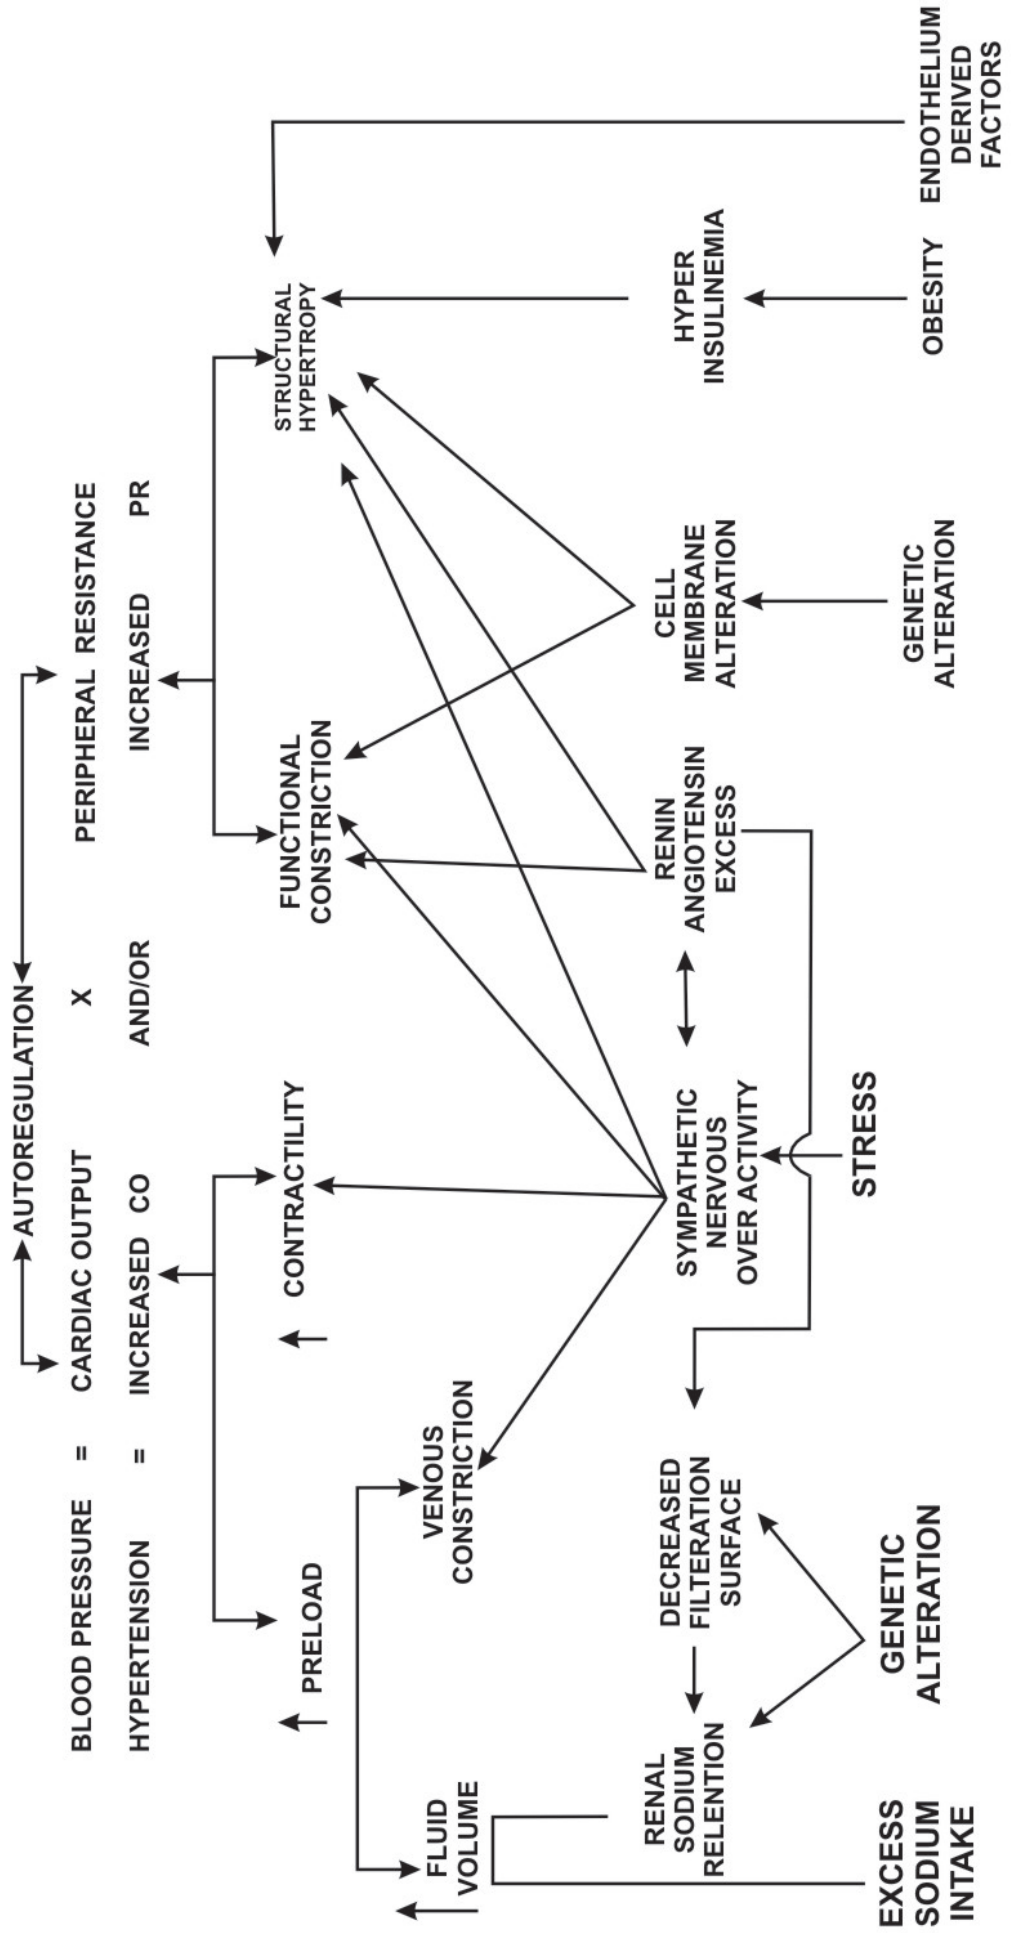 AUTOREGULATION
BLOOD PRESSURE = CARDIAC OUTPUT X PERIPHERAL RESISTANCE
HYPERTENSION = INCREASED CO AND/OR INCREASED PR
PRELOAD
CONTRACTILITY
FUNCTIONAL
CONSTRICTION
STRUCTURAL
HYPERTROPY
FLUID
VOLUME
VENOUS
CONSTRICTION
RENAL
SODIUM
RELENTION
DECREASED
FILTERATION
SURFACE
SYMPATHETIC
NERVOUS
OVER ACTIVITY
RENIN
ANGIOTENSIN
EXCESS
CELL
MEMBRANE
ALTERATION
HYPER
INSULINEMIA
EXCESS
SODIUM
INTAKE
GENETIC
ALTERATION
STRESS
GENETIC
ALTERATION
OBESITY
ENDOTHELIUM
DERIVED
FACTORS